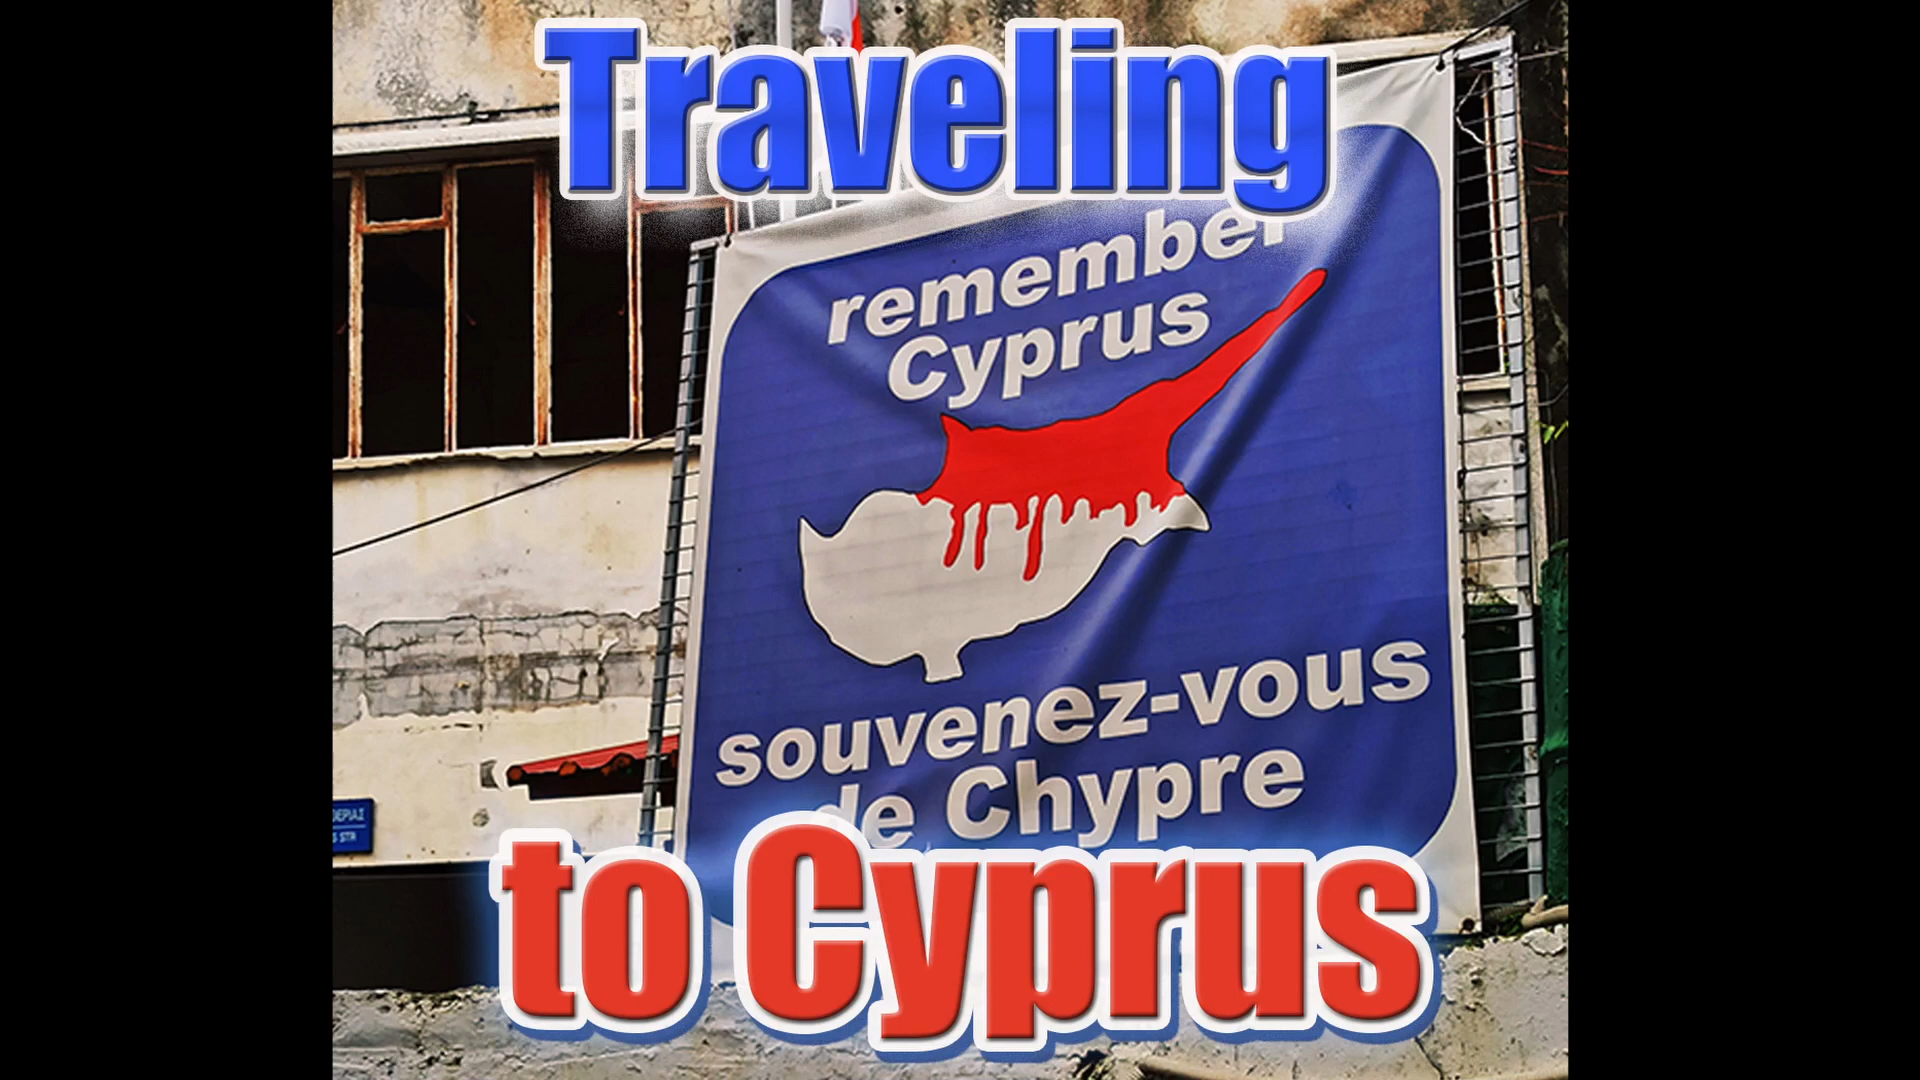 Traveling
remember
Cyprus
souvenez-vous
de Chypre
to Cyprus